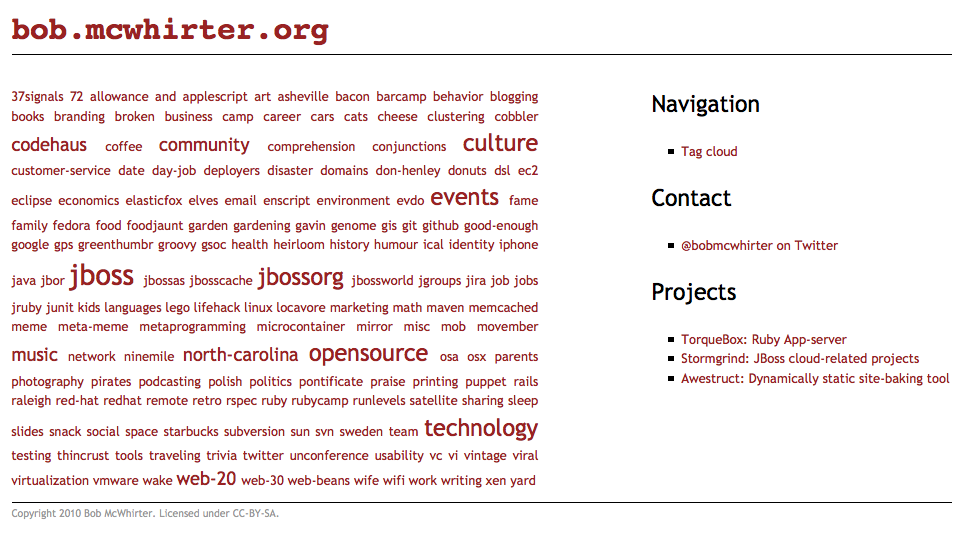 bob.mcwhirter.org
37signals 72 allowance and applescript art asheville bacon barcamp behavior blogging
books branding broken business camp career cars cats cheese clustering cobbler
codehaus coffee community comprehension conjunctions culture
customer-service date day-job deployers disaster domains don-henley donuts dsl ec2
eclipse economics elasticfox elves email enscript environment evdo events fame
family fedora food foodjaunt garden gardening gavin genome gis git github good-enough
google gps greenthumbr groovy gsoc health heirloom history humour ical identity iphone
java jbor jboss jbossas jbosscache jbossorg jbossworld jgroups jira job jobs
jruby junit kids languages lego lifehack linux locavore marketing math maven memcached
meme meta-meme metaprogramming microcontainer mirror misc mob movember
music network ninemile north-carolina opensource osa osx parents
photography pirates podcasting polish politics pontificate praise printing puppet rails
raleigh red-hat redhat remote retro rspec ruby rubycamp runlevels satellite sharing sleep
slides snack social space starbucks subversion sun svn sweden team technology
testing thincrust tools traveling trivia twitter unconference usability vc vi vintage viral
virtualization vmware wake web-20 web-30 web-beans wife wifi work writing xen yard
Navigation
Tag cloud
Contact
@bobmcwhirter on Twitter
Projects
TorqueBox: Ruby App-server
Stormgrind: JBoss cloud-related projects
Awestruct: Dynamically static site-baking tool
Copyright 2010 Bob McWhirter. Licensed under CC-BY-SA.